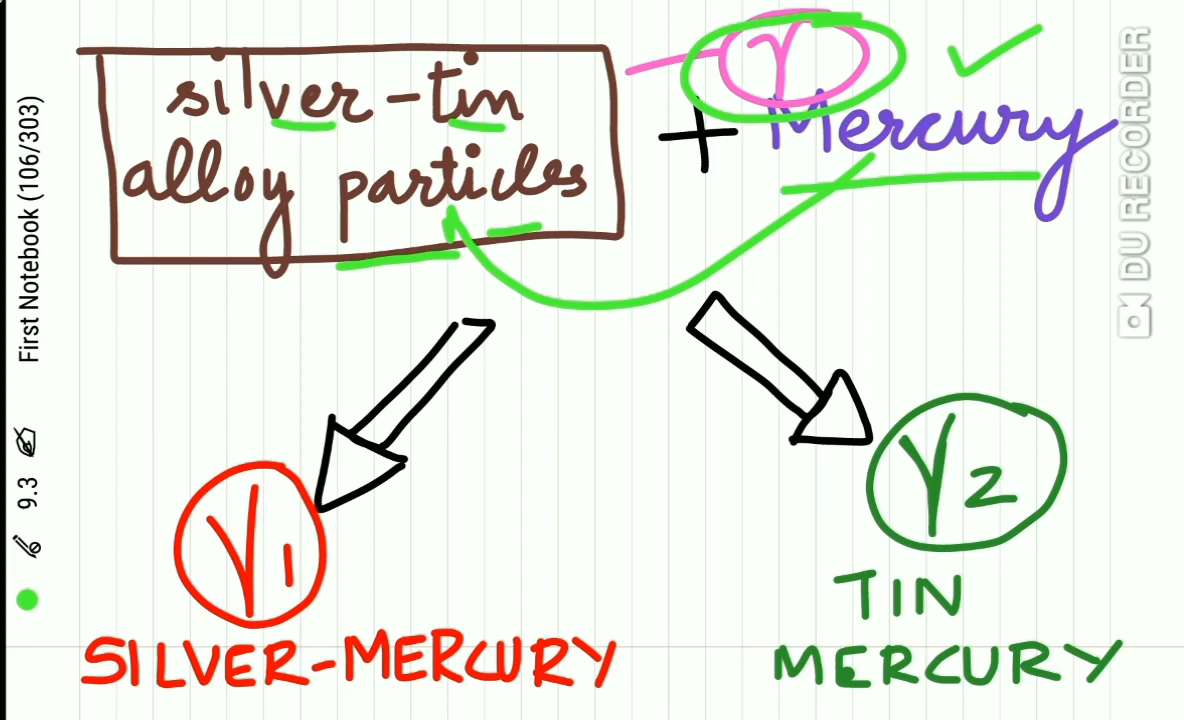 silver-tin
alloy particles
γ
+ Mercury
γ1
SILVER-MERCURY
γ2
TIN
MERCURY
First Notebook (106/303)
9.3
DU RECORDER